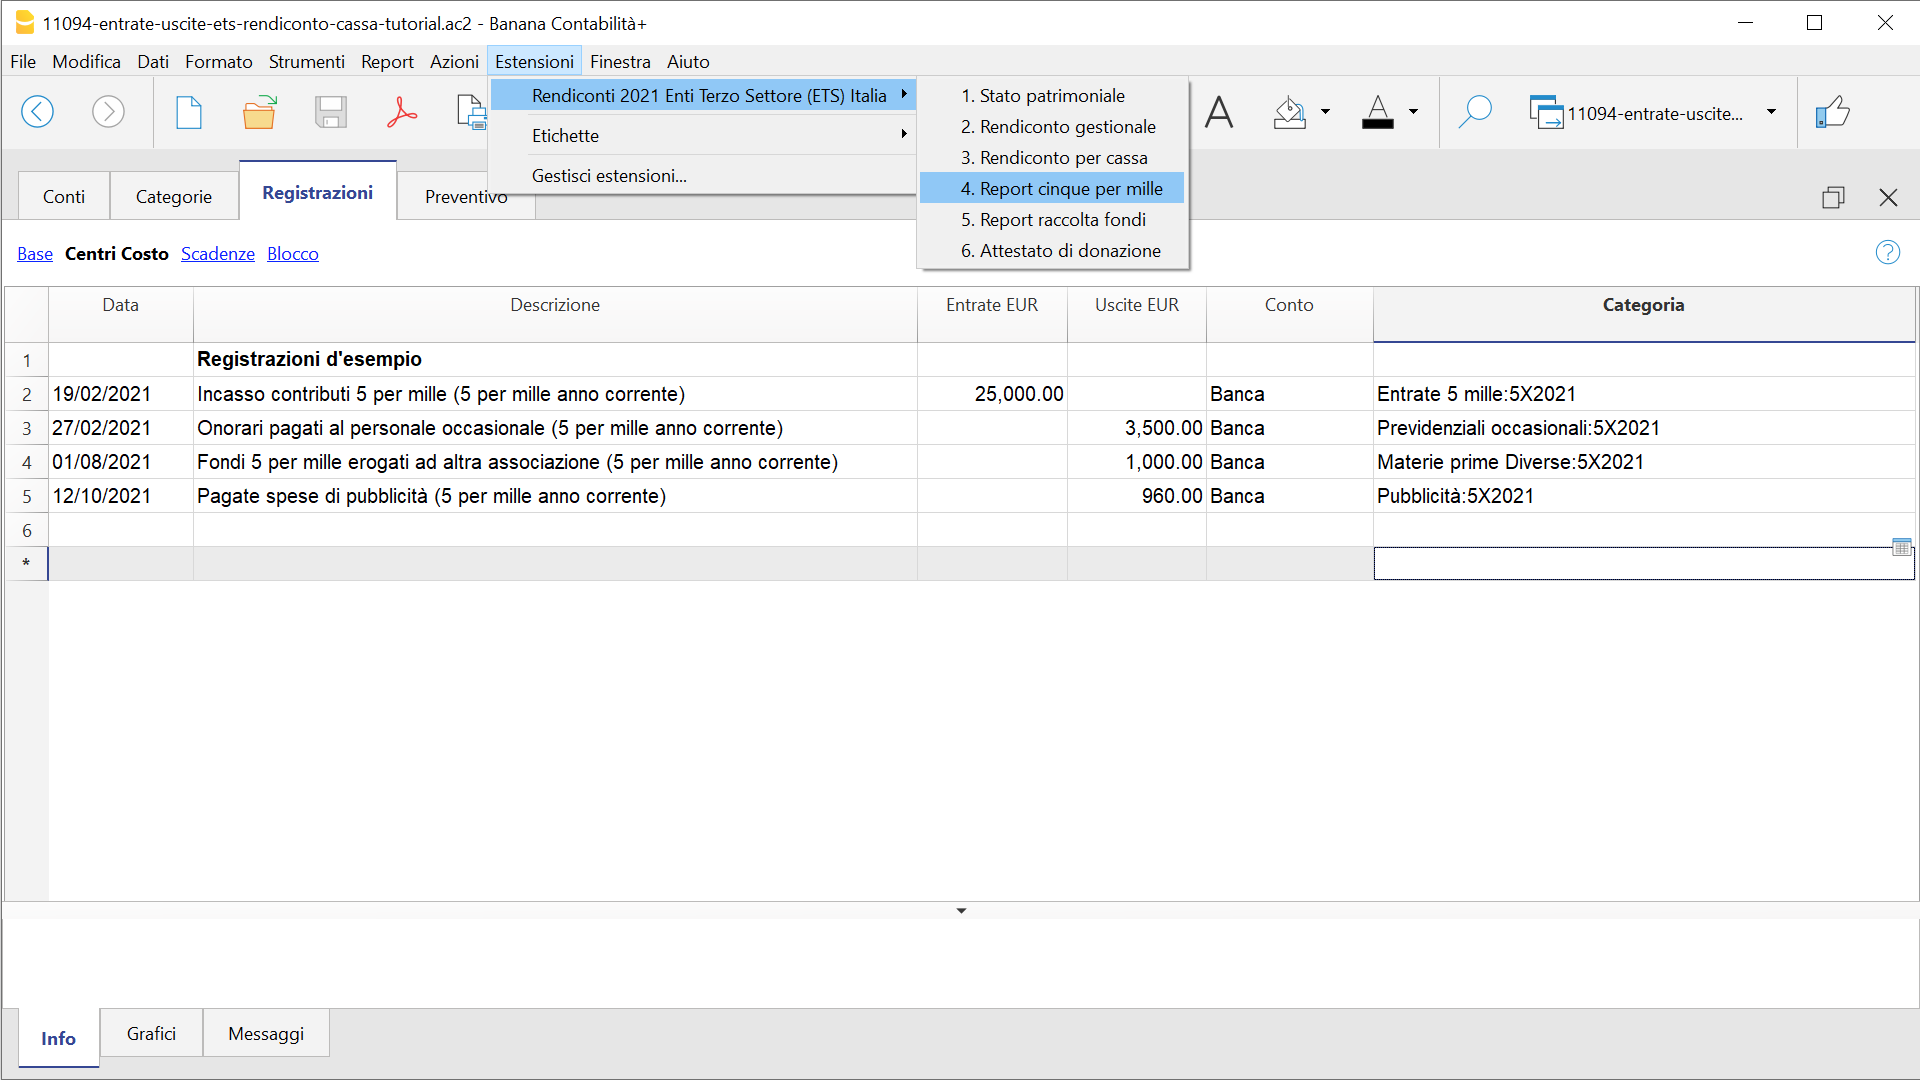 11094-entrate-uscite-ets-rendiconto-cassa-tutorial.ac2 - Banana Contabilità+
File Modifica Dati Formato Strumenti Report Azioni Estensioni Finestra Aiuto
Rendiconti 2021 Enti Terzo Settore (ETS) Italia
Etichette
Gestisci estensioni...
1. Stato patrimoniale
2. Rendiconto gestionale
3. Rendiconto per cassa
4. Report cinque per mille
5. Report raccolta fondi
6. Attestato di donazione
11094-entrate-uscite...
Conti Categorie Registrazioni Preventivo
Base Centri Costo Scadenze Blocco
Data Descrizione Entrate EUR Uscite EUR Conto Categoria
1 Registrazioni d'esempio
2 19/02/2021 Incasso contributi 5 per mille (5 per mille anno corrente) 25,000.00 Banca Entrate 5 mille:5X2021
3 27/02/2021 Onorari pagati al personale occasionale (5 per mille anno corrente) 3,500.00 Banca Previdenziali occasionali:5X2021
4 01/08/2021 Fondi 5 per mille erogati ad altra associazione (5 per mille anno corrente) 1,000.00 Banca Materie prime Diverse:5X2021
5 12/10/2021 Pagate spese di pubblicità (5 per mille anno corrente) 960.00 Banca Pubblicità:5X2021
6
*
Info Grafici Messaggi